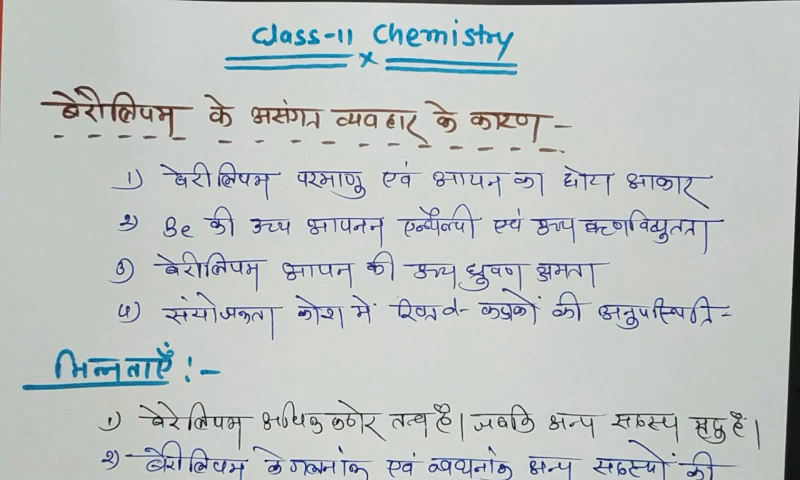 Class-11 Chemistry
x
बेरीलियम के असंगत व्यवहार के कारण -
1) बेरीलियम परमाणु एवं आयन का छोटा आकार
2) Be की उच्च आयनन एन्थैल्पी एवं उच्च ऋणविद्युतता
3) बेरीलियम आयन की उच्च ध्रुवण क्षमता
4) संयोजकता कोश में रिक्त d- कक्षकों की अनुपस्थिति -
भिन्नताएँ :-
1) बेरेलियम अधिक कठोर तत्व है। जबकि अन्य सदस्य मृदु हैं।
2) - बेरीलियम के गलनांक एवं क्वथनांक अन्य सदस्यों की